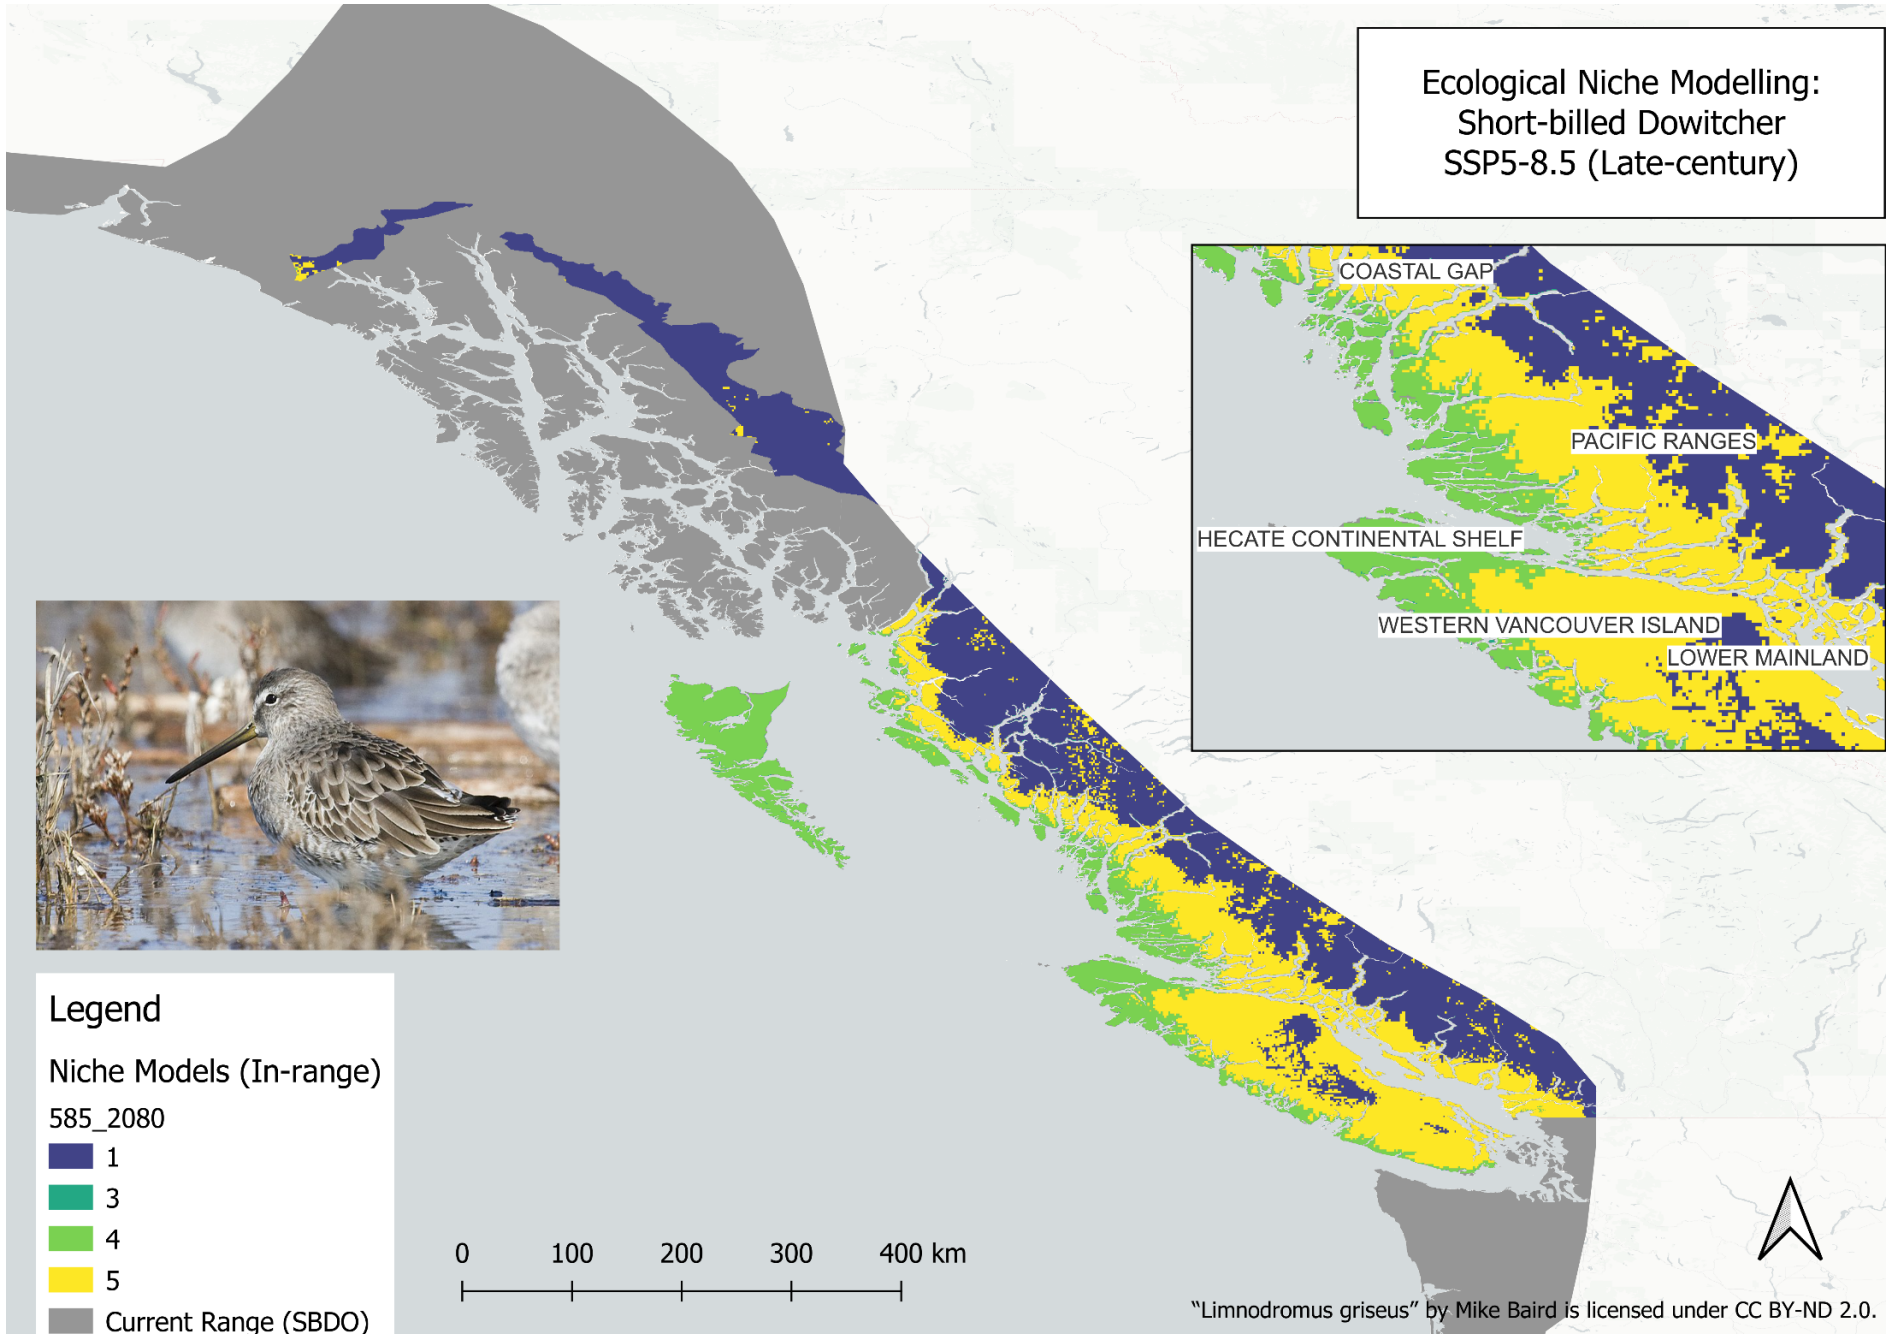 Ecological Niche Modelling:
Short-billed Dowitcher
SSP5-8.5 (Late-century)
COASTAL GAP
PACIFIC RANGES
HECATE CONTINENTAL SHELF
WESTERN VANCOUVER ISLAND
LOWER MAINLAND
Legend
Niche Models (In-range)
585_2080
1
3
4
5
Current Range (SBDO)
0 100 200 300 400 km
“Limnodromus griseus” by Mike Baird is licensed under CC BY-ND 2.0.